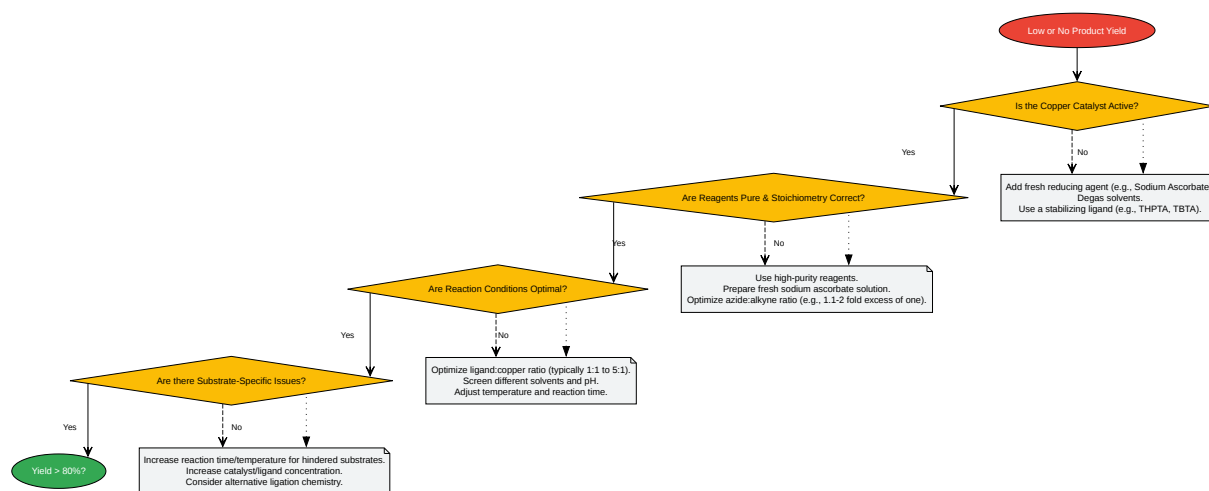 Low or No Product Yield
Is the Copper Catalyst Active?
Yes
No
Add fresh reducing agent (e.g., Sodium Ascorbate
Degas solvents.
Use a stabilizing ligand (e.g., THPTA, TBTA).
Are Reagents Pure & Stoichiometry Correct?
Yes
No
Use high-purity reagents.
Prepare fresh sodium ascorbate solution.
Optimize azide:alkyne ratio (e.g., 1.1-2 fold excess of one).
Are Reaction Conditions Optimal?
Yes
No
Optimize ligand:copper ratio (typically 1:1 to 5:1).
Screen different solvents and pH.
Adjust temperature and reaction time.
Are there Substrate-Specific Issues?
Yes
No
Increase reaction time/temperature for hindered substrates.
Increase catalyst/ligand concentration.
Consider alternative ligation chemistry.
Yield > 80%?